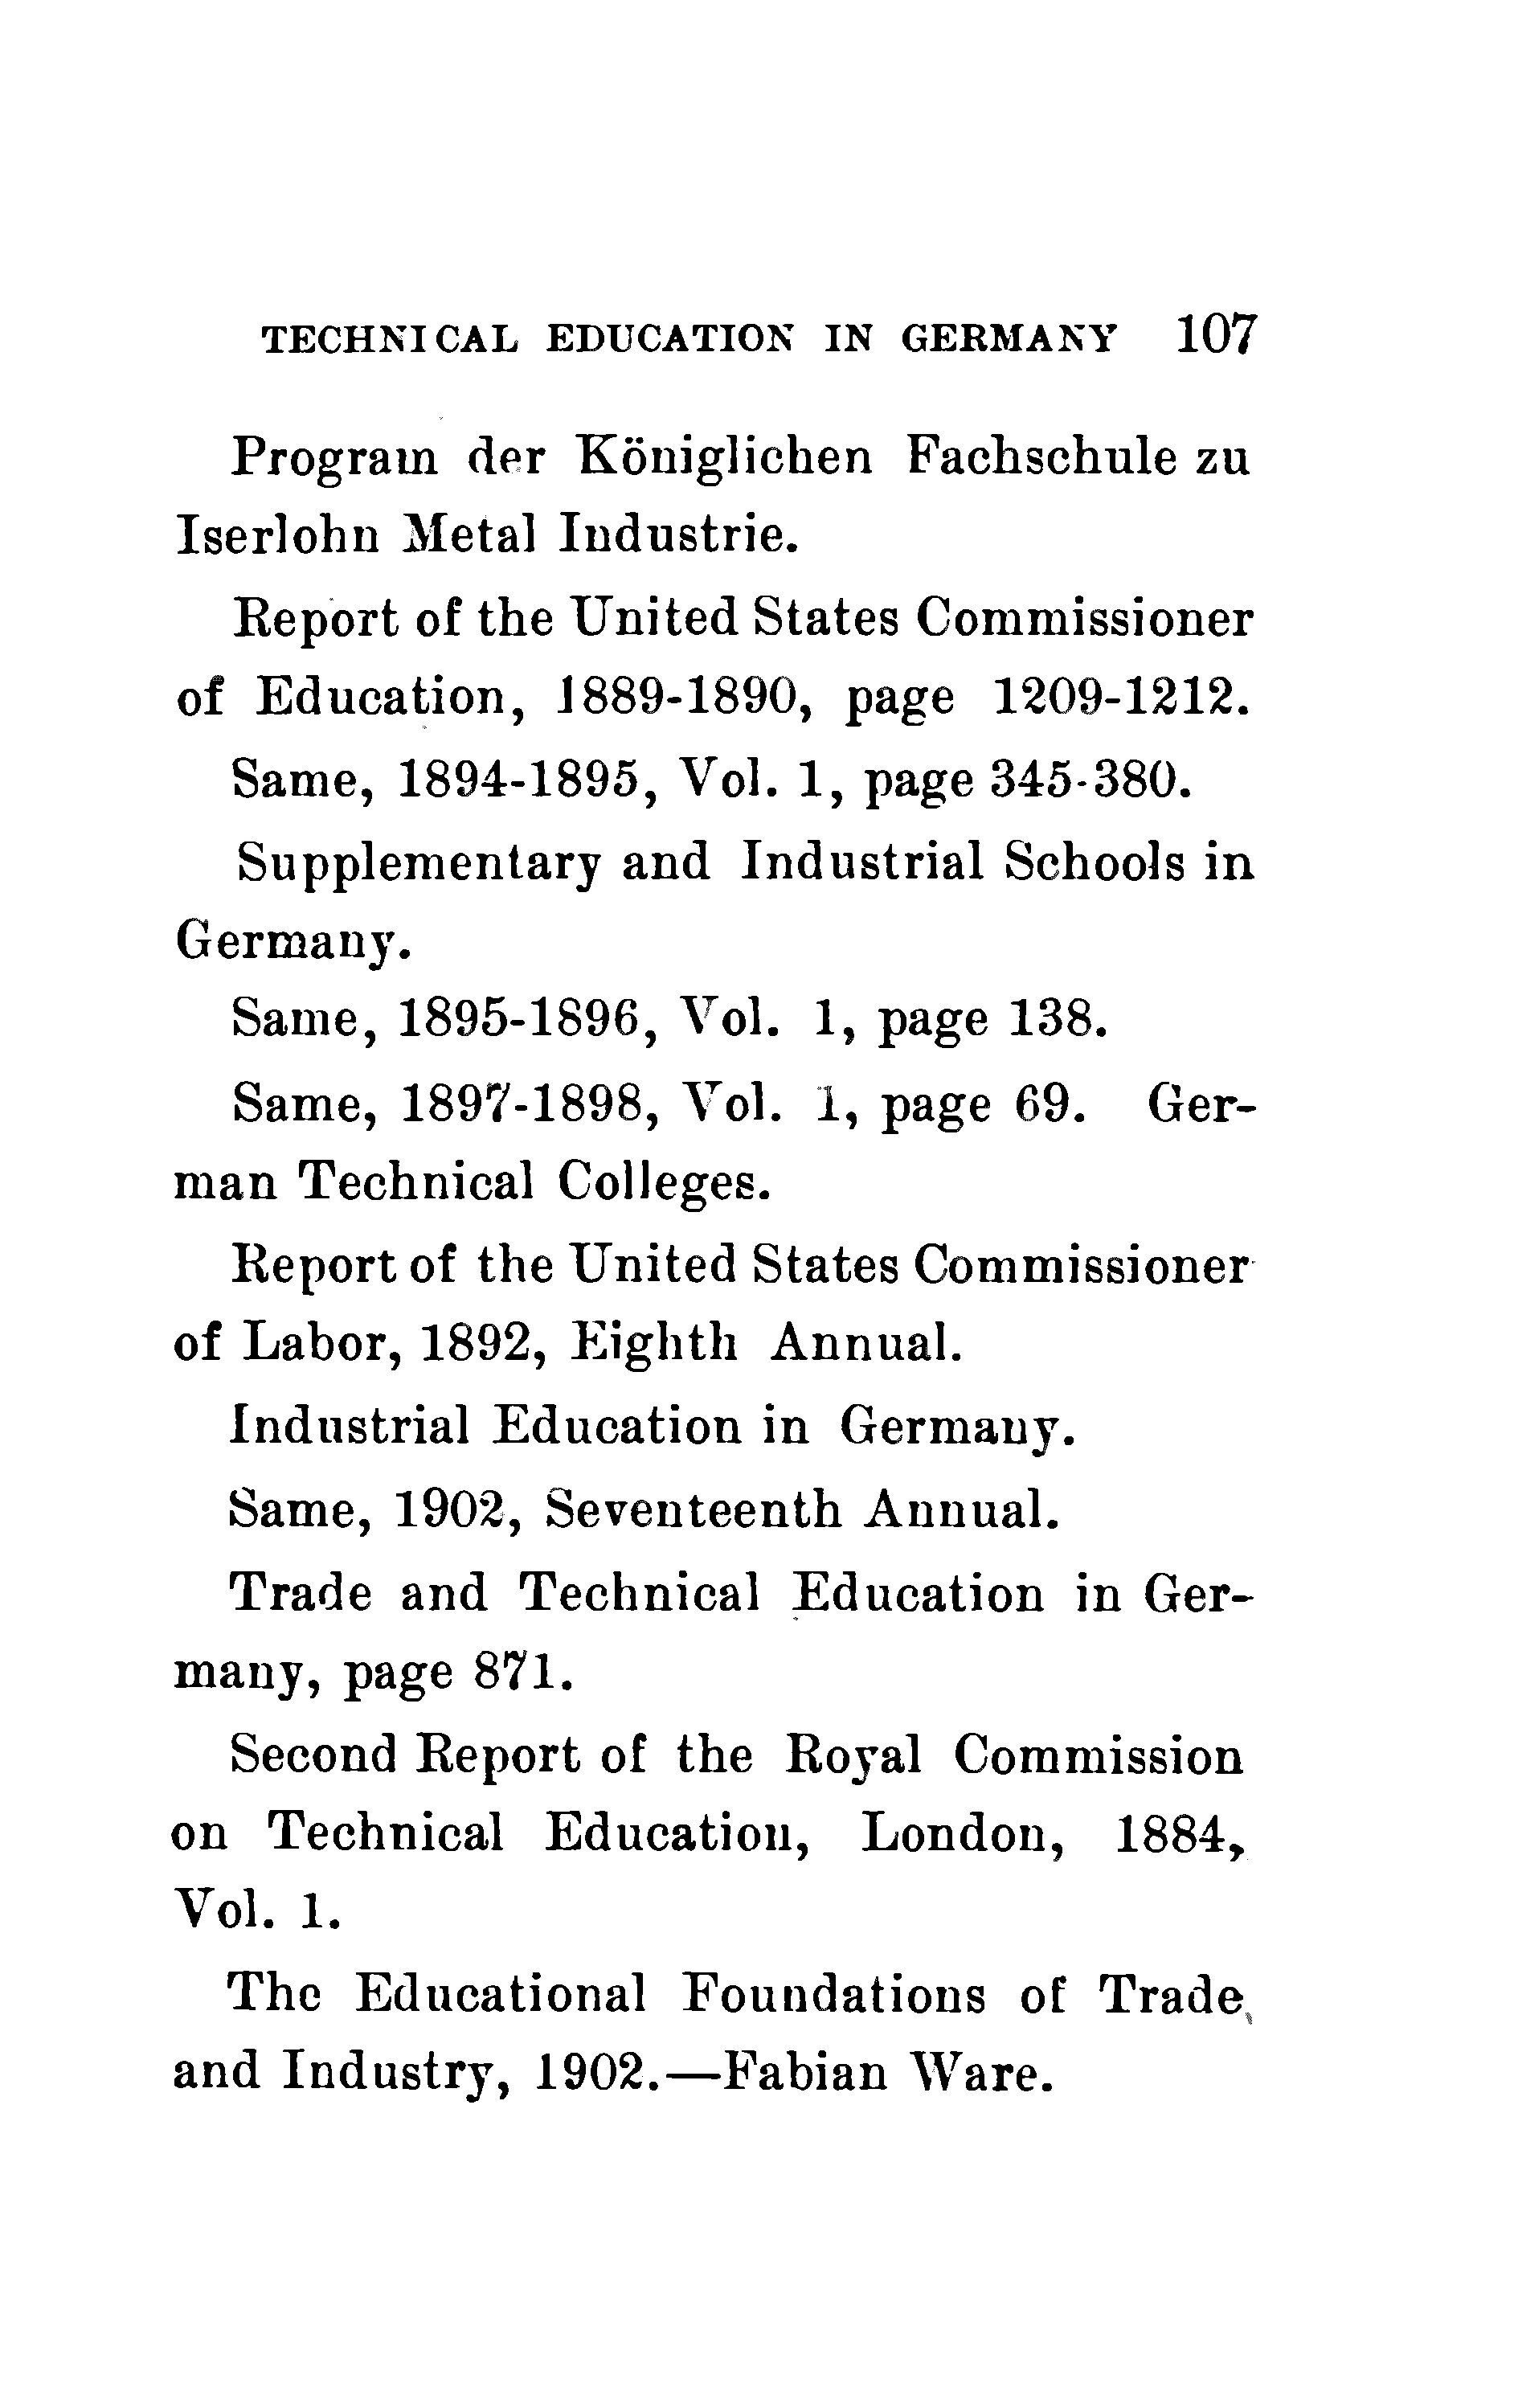 TECHNICAL EDUCATION IN GERMANY 107
Program der Königlichen Fachschule zu
Iserlohn Metal Industrie.
Report of the United States Commissioner
of Education, 1889-1890, page 1209-1212.
Same, 1894-1895, Vol. 1, page 345-380.
Supplementary and Industrial Schools in
Germany.
Same, 1895-1896, Vol. 1, page 138.
Same, 1897-1898, Vol. 1, page 69. Ger-
man Technical Colleges.
Report of the United States Commissioner
of Labor, 1892, Eighth Annual.
Industrial Education in Germany.
Same, 1902, Seventeenth Annual.
Trade and Technical Education in Ger-
many, page 871.
Second Report of the Royal Commission
on Technical Education, London, 1884,
Vol. 1.
The Educational Foundations of Trade
and Industry, 1902.—Fabian Ware.